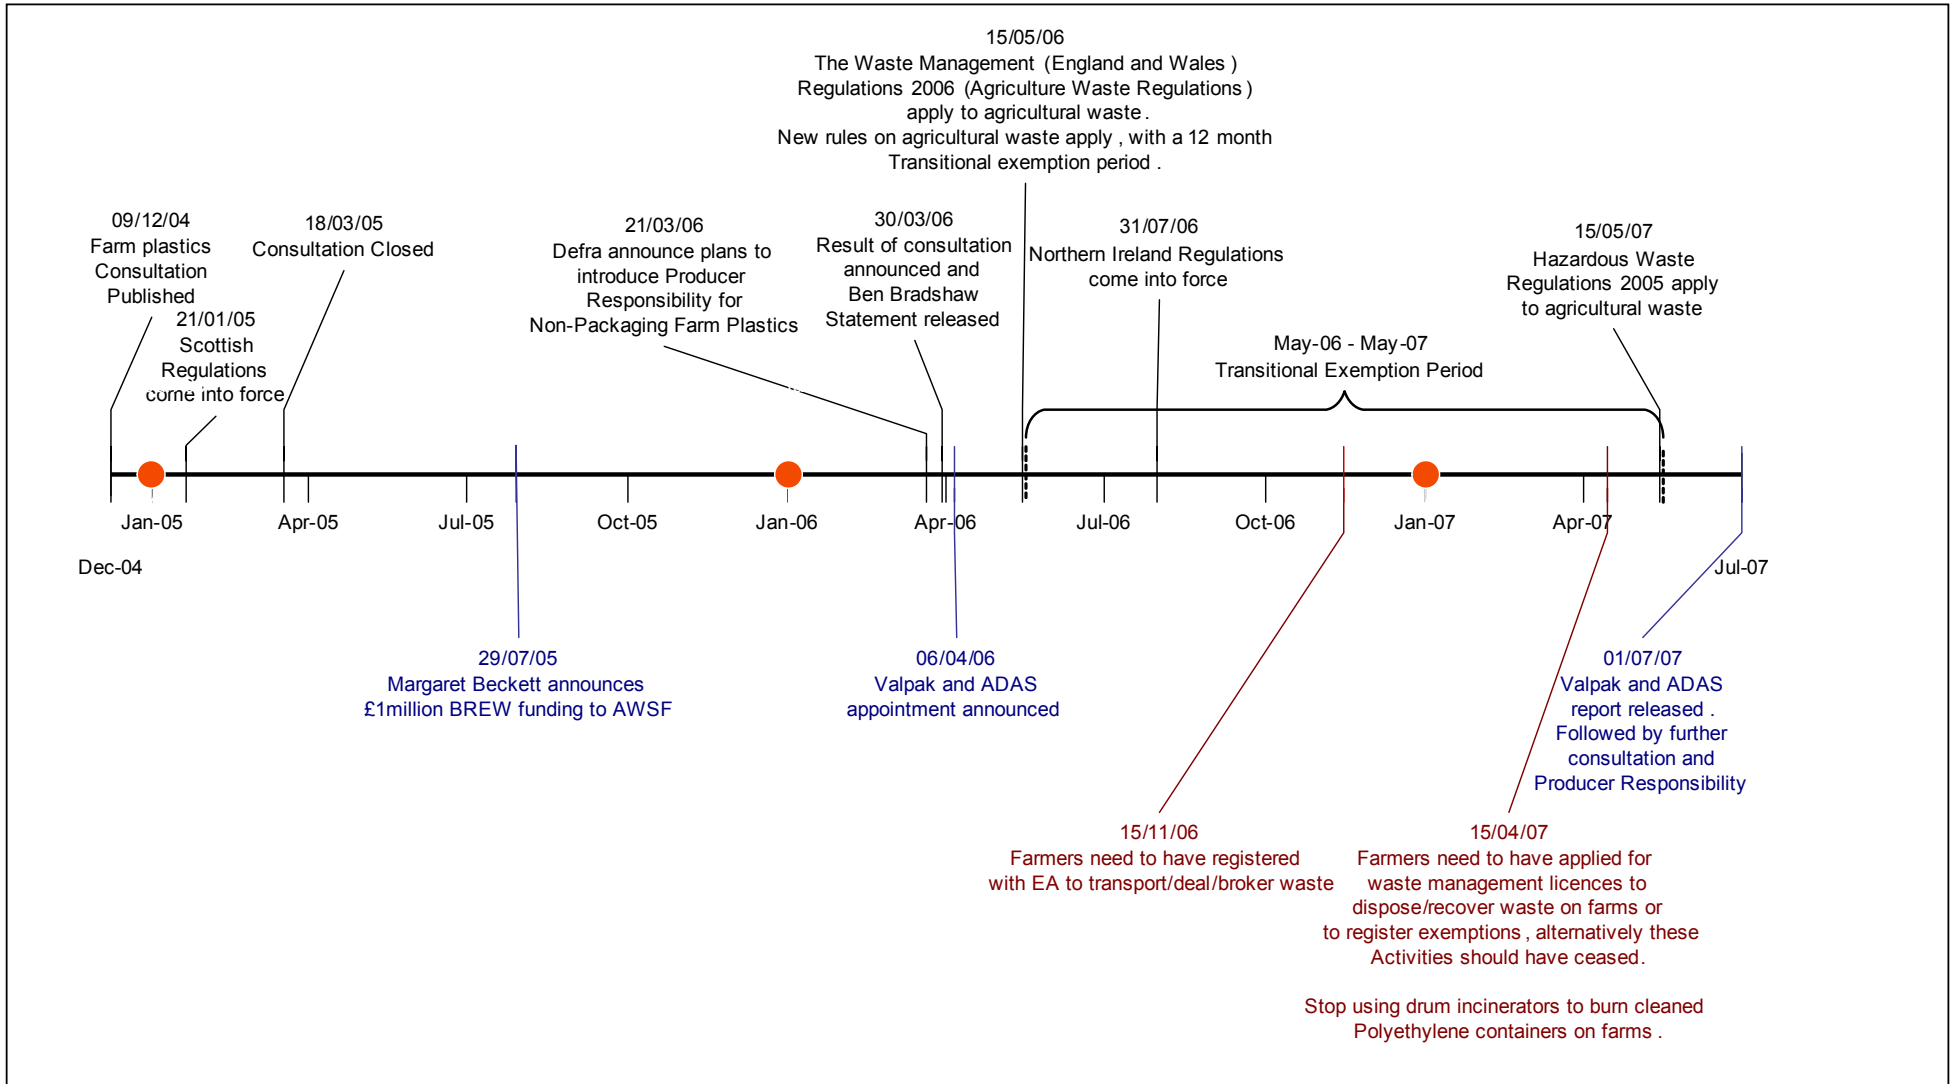 15/05/06
The Waste Management (England and Wales )
Regulations 2006 (Agriculture Waste Regulations )
apply to agricultural waste .
New rules on agricultural waste apply , with a 12 month
Transitional exemption period .
09/12/04
Farm plastics
Consultation
Published
21/01/05
Scottish
Regulations
come into force
18/03/05
Consultation Closed
21/03/06
Defra announce plans to
introduce Producer
Responsibility for
Non-Packaging Farm Plastics
30/03/06
Result of consultation
announced and
Ben Bradshaw
Statement released
31/07/06
Northern Ireland Regulations
come into force
15/05/07
Hazardous Waste
Regulations 2005 apply
to agricultural waste
May-06 - May-07
Transitional Exemption Period
Jan-05
Apr-05
Jul-05
Oct-05
Jan-06
Apr-06
Jul-06
Oct-06
Jan-07
Apr-07
Dec-04
Jul-07
29/07/05
Margaret Beckett announces
£1million BREW funding to AWSF
06/04/06
Valpak and ADAS
appointment announced
01/07/07
Valpak and ADAS
report released .
Followed by further
consultation and
Producer Responsibility
15/11/06
Farmers need to have registered
with EA to transport/deal/broker waste
15/04/07
Farmers need to have applied for
waste management licences to
dispose/recover waste on farms or
to register exemptions , alternatively these
Activities should have ceased.
Stop using drum incinerators to burn cleaned
Polyethylene containers on farms .